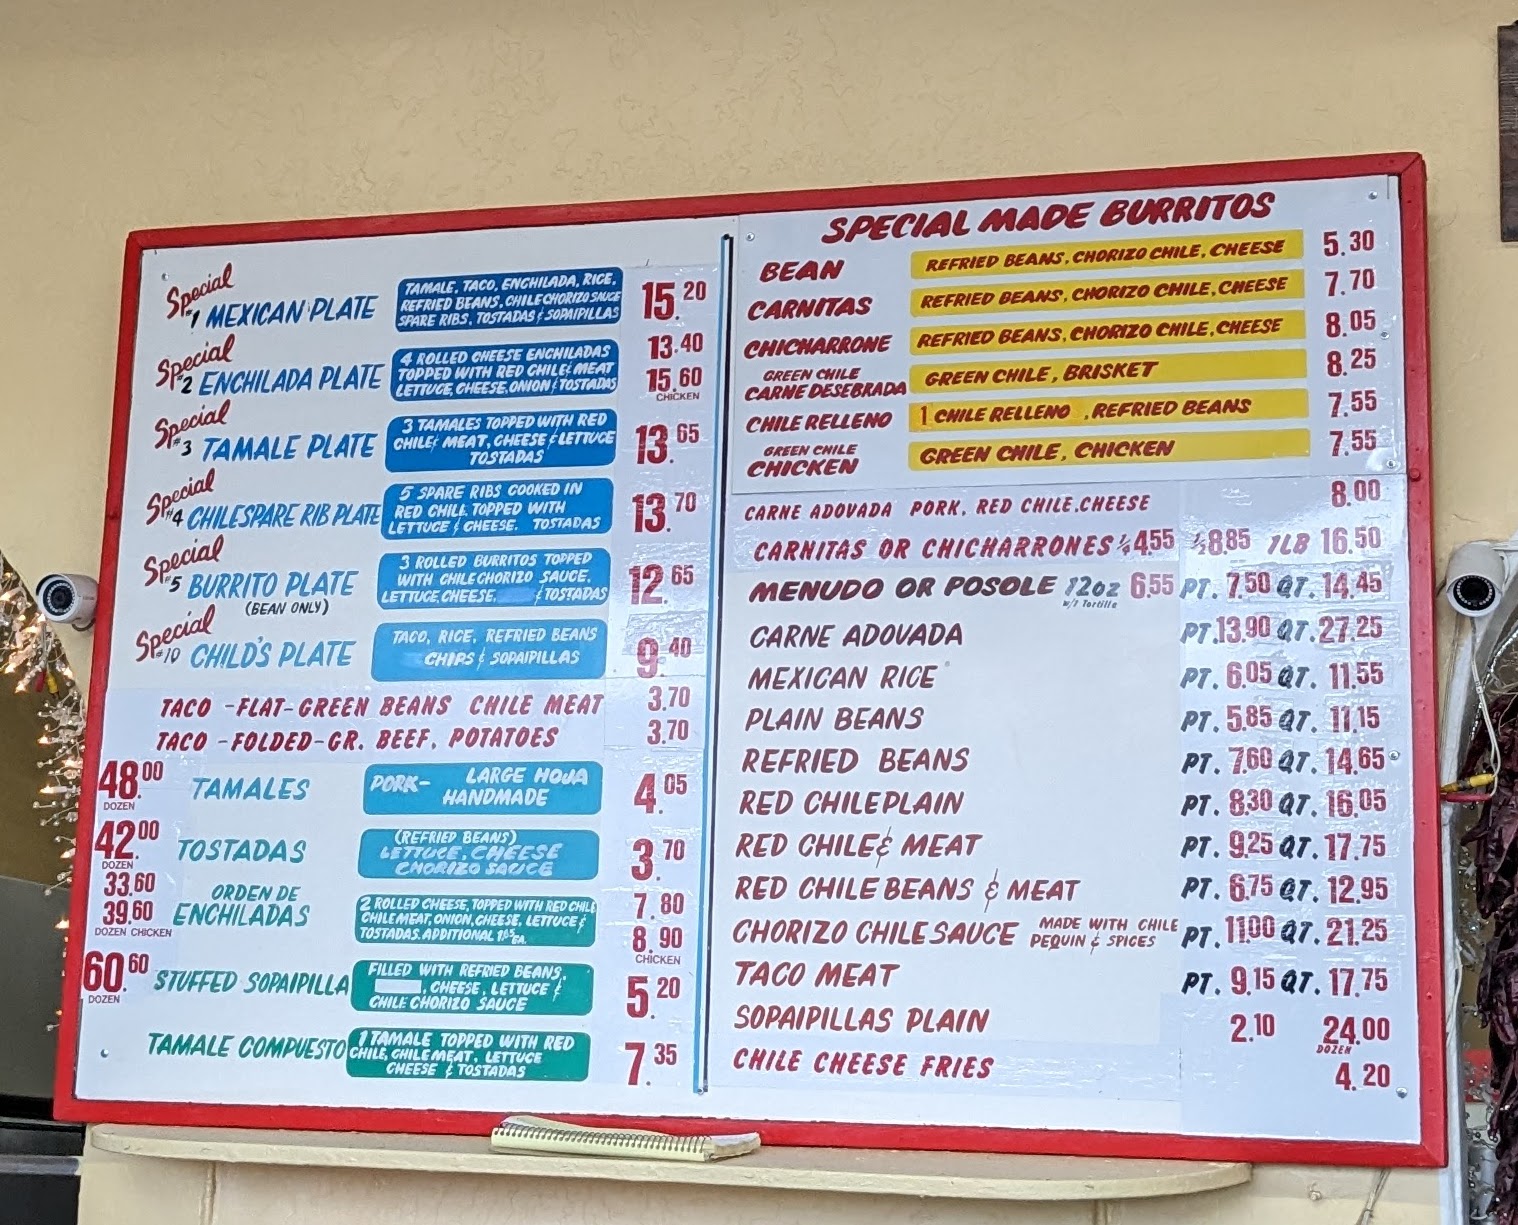 Special
#1 MEXICAN PLATE
TAMALE, TACO, ENCHILADA, RICE,
REFRIED BEANS, CHILE CHORIZO SAUCE
SPARE RIBS, TOSTADAS & SOPAIPILLAS
15.20
Special
#2 ENCHILADA PLATE
4 ROLLED CHEESE ENCHILADAS
TOPPED WITH RED CHILE & MEAT
LETTUCE, CHEESE, ONION & TOSTADAS
13.40
15.60
CHICKEN
Special
#3 TAMALE PLATE
3 TAMALES TOPPED WITH RED
CHILE & MEAT, CHEESE & LETTUCE
TOSTADAS
13.65
Special
#4 CHILE SPARE RIB PLATE
5 SPARE RIBS COOKED IN
RED CHILE, TOPPED WITH
LETTUCE & CHEESE. TOSTADAS
13.70
Special
#5 BURRITO PLATE
(BEAN ONLY)
3 ROLLED BURRITOS TOPPED
WITH CHILE CHORIZO SAUCE,
LETTUCE, CHEESE. & TOSTADAS
12.65
Special
#10 CHILD'S PLATE
TACO, RICE, REFRIED BEANS
CHIPS & SOPAIPILLAS
9.40
TACO -FLAT-GREEN BEANS CHILE MEAT 3.70
TACO -FOLDED-GR. BEEF, POTATOES 3.70
48.00
DOZEN
TAMALES
PORK- LARGE HOJA
HANDMADE
4.05
42.00
DOZEN
TOSTADAS
(REFRIED BEANS)
LETTUCE, CHEESE
CHORIZO SAUCE
3.70
33.60
39.60
DOZEN CHICKEN
ORDEN DE
ENCHILADAS
2 ROLLED CHEESE, TOPPED WITH RED CHILE
CHILE MEAT, ONION, CHEESE, LETTUCE &
TOSTADAS. ADDITIONAL 1.05 EA.
7.80
8.90
CHICKEN
60.60
DOZEN
STUFFED SOPAIPILLA
FILLED WITH REFRIED BEANS,
, CHEESE, LETTUCE &
CHILE CHORIZO SAUCE
5.20
TAMALE COMPUESTO
1 TAMALE TOPPED WITH RED
CHILE, CHILE MEAT, LETTUCE
CHEESE & TOSTADAS
7.35
SPECIAL MADE BURRITOS
BEAN REFRIED BEANS, CHORIZO CHILE, CHEESE 5.30
CARNITAS REFRIED BEANS, CHORIZO CHILE, CHEESE 7.70
CHICHARRONE REFRIED BEANS, CHORIZO CHILE, CHEESE 8.05
GREEN CHILE
CARNE DESEBRADA GREEN CHILE, BRISKET 8.25
CHILE RELLENO 1 CHILE RELLENO , REFRIED BEANS 7.55
GREEN CHILE
CHICKEN GREEN CHILE, CHICKEN 7.55
CARNE ADOVADA PORK, RED CHILE, CHEESE 8.00
CARNITAS OR CHICHARRONES ¼ 4.55 ½ 8.85 1LB 16.50
MENUDO OR POSOLE 12oz 6.55 PT. 7.50 QT. 14.45
w/1 Tortilla
CARNE ADOVADA PT. 13.90 QT. 27.25
MEXICAN RICE PT. 6.05 QT. 11.55
PLAIN BEANS PT. 5.85 QT. 11.15
REFRIED BEANS PT. 7.60 QT. 14.65
RED CHILE PLAIN PT. 8.30 QT. 16.05
RED CHILE & MEAT PT. 9.25 QT. 17.75
RED CHILE BEANS & MEAT PT. 6.75 QT. 12.95
CHORIZO CHILE SAUCE MADE WITH CHILE
PEQUIN & SPICES PT. 11.00 QT. 21.25
TACO MEAT PT. 9.15 QT. 17.75
SOPAIPILLAS PLAIN 2.10 24.00
DOZEN
CHILE CHEESE FRIES 4.20